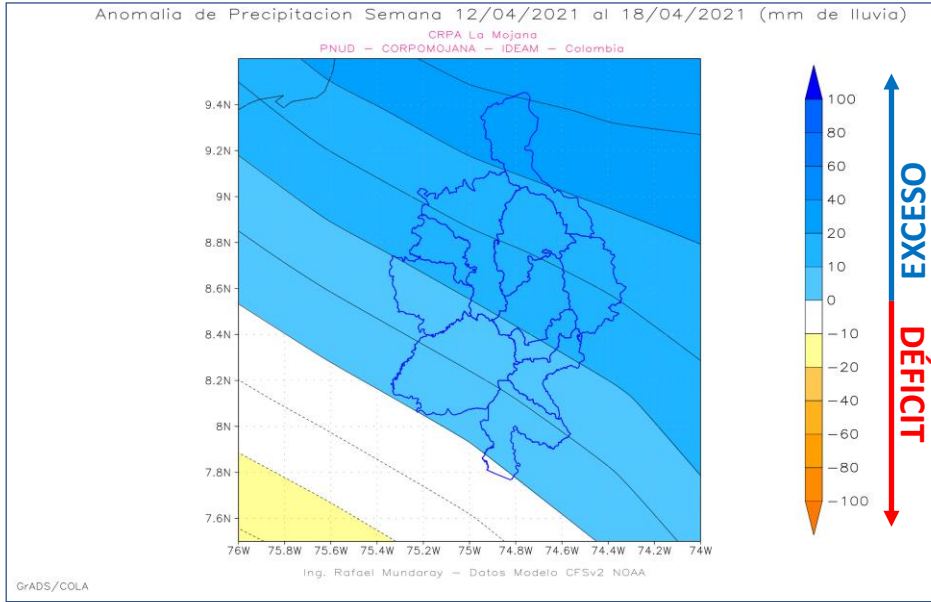 Anomalia de Precipitacion Semana 12/04/2021 al 18/04/2021 (mm de lluvia)
CRPA La Mojana
PNUD – CORPOMOJANA – IDEAM – Colombia
9.4N
9.2N
9N
8.8N
8.6N
8.4N
8.2N
8N
7.8N
7.6N
76W 75.8W 75.6W 75.4W 75.2W 75W 74.8W 74.6W 74.4W 74.2W 74W
100
80
60
40
20
10
0
−10
−20
−40
−60
−80
−100
EXCESO
DÉFICIT
Ing. Rafael Mundaray – Datos Modelo CFSv2 NOAA
GrADS/COLA